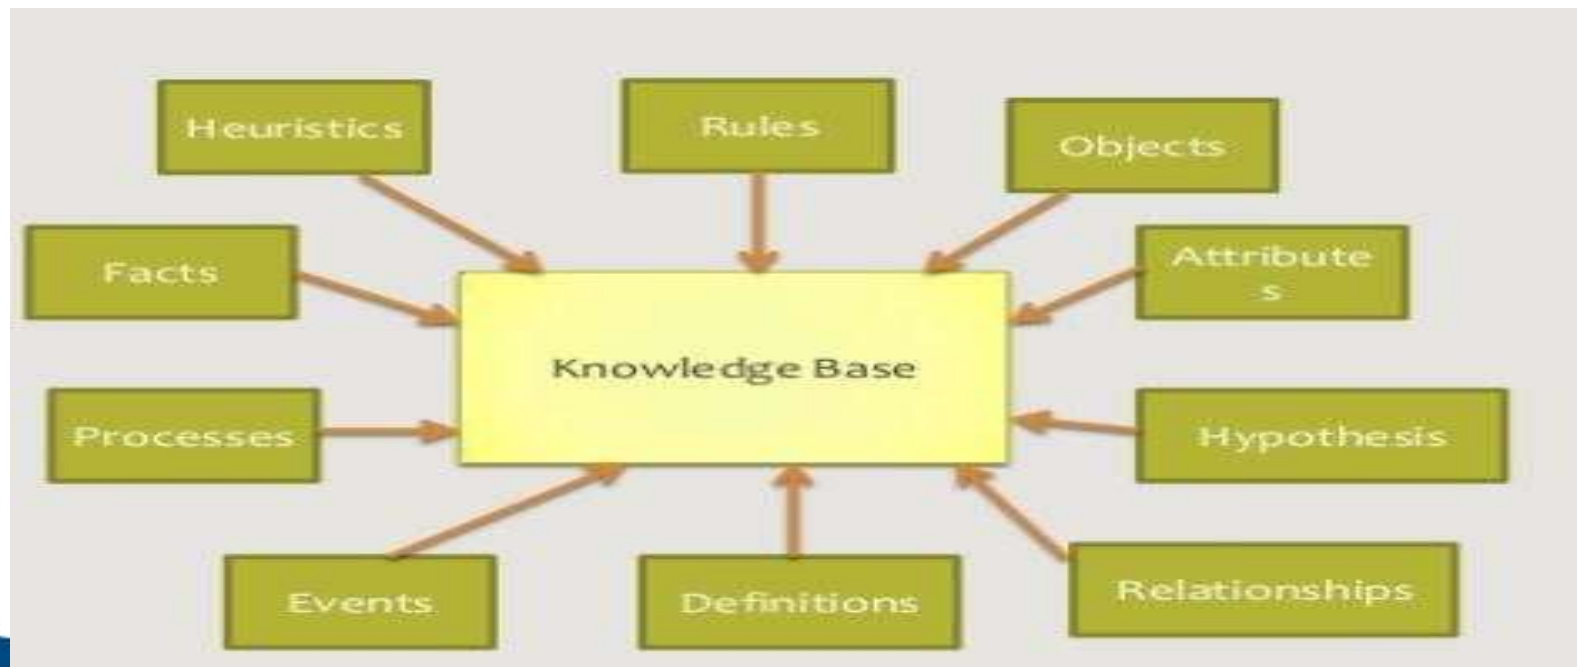 Heuristics
Rules
Objects
Facts
Attribute
s
Knowledge Base
Processes
Hypothesis
Events
Definitions
Relationships